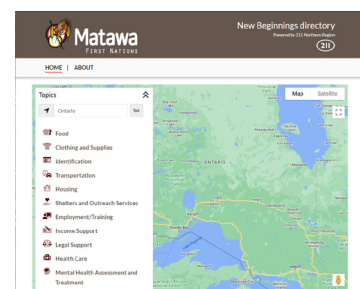 Matawa
FIRST NATIONS
New Beginnings directory
Powered by 211 Northern Region
211
HOME | ABOUT
Topics
Ontario
Set
Food
Clothing and Supplies
Identification
Transportation
Housing
Shelters and Outreach Services
Employment/Training
Income Support
Legal Support
Health Care
Mental Health Assessment and
Treatment
Map
Satellite
ONTARIO
Thunder Bay